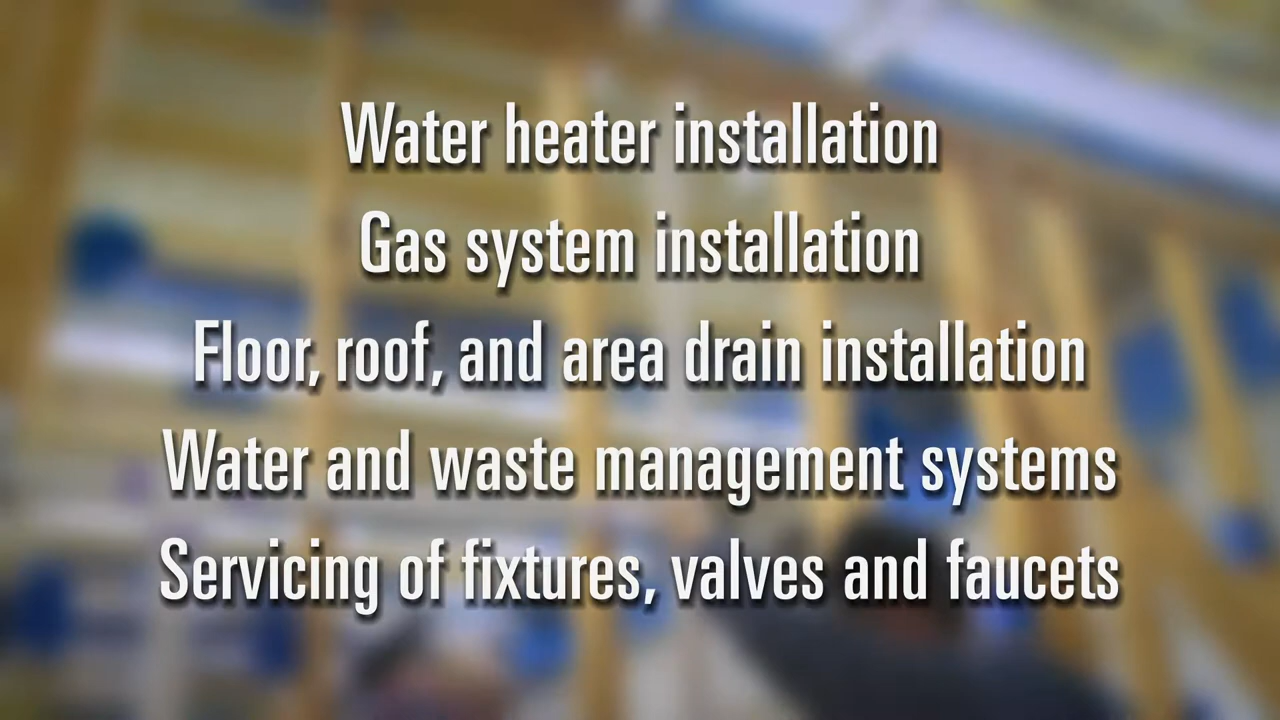 Water heater installation
Gas system installation
Floor, roof, and area drain installation
Water and waste management systems
Servicing of fixtures, valves and faucets